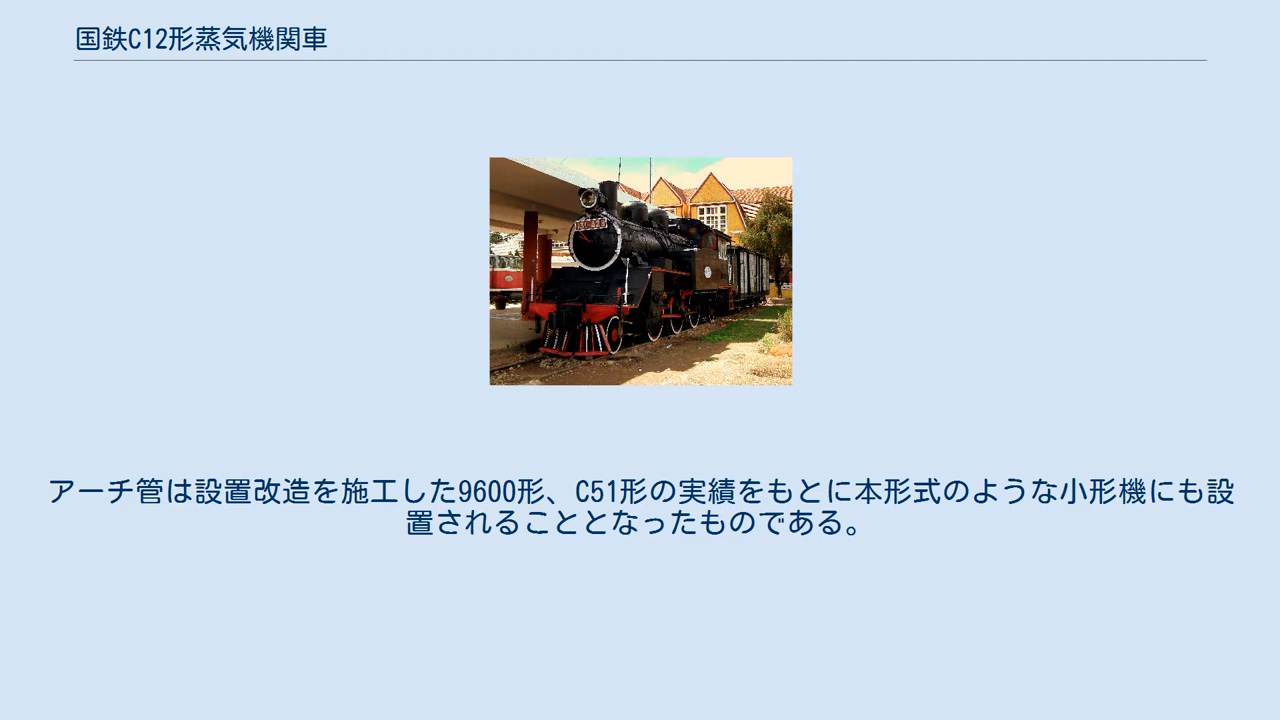 国鉄C12形蒸気機関車
アーチ管は設置改造を施工した9600形、C51形の実績をもとに本形式のような小形機にも設
置されることとなったものである。